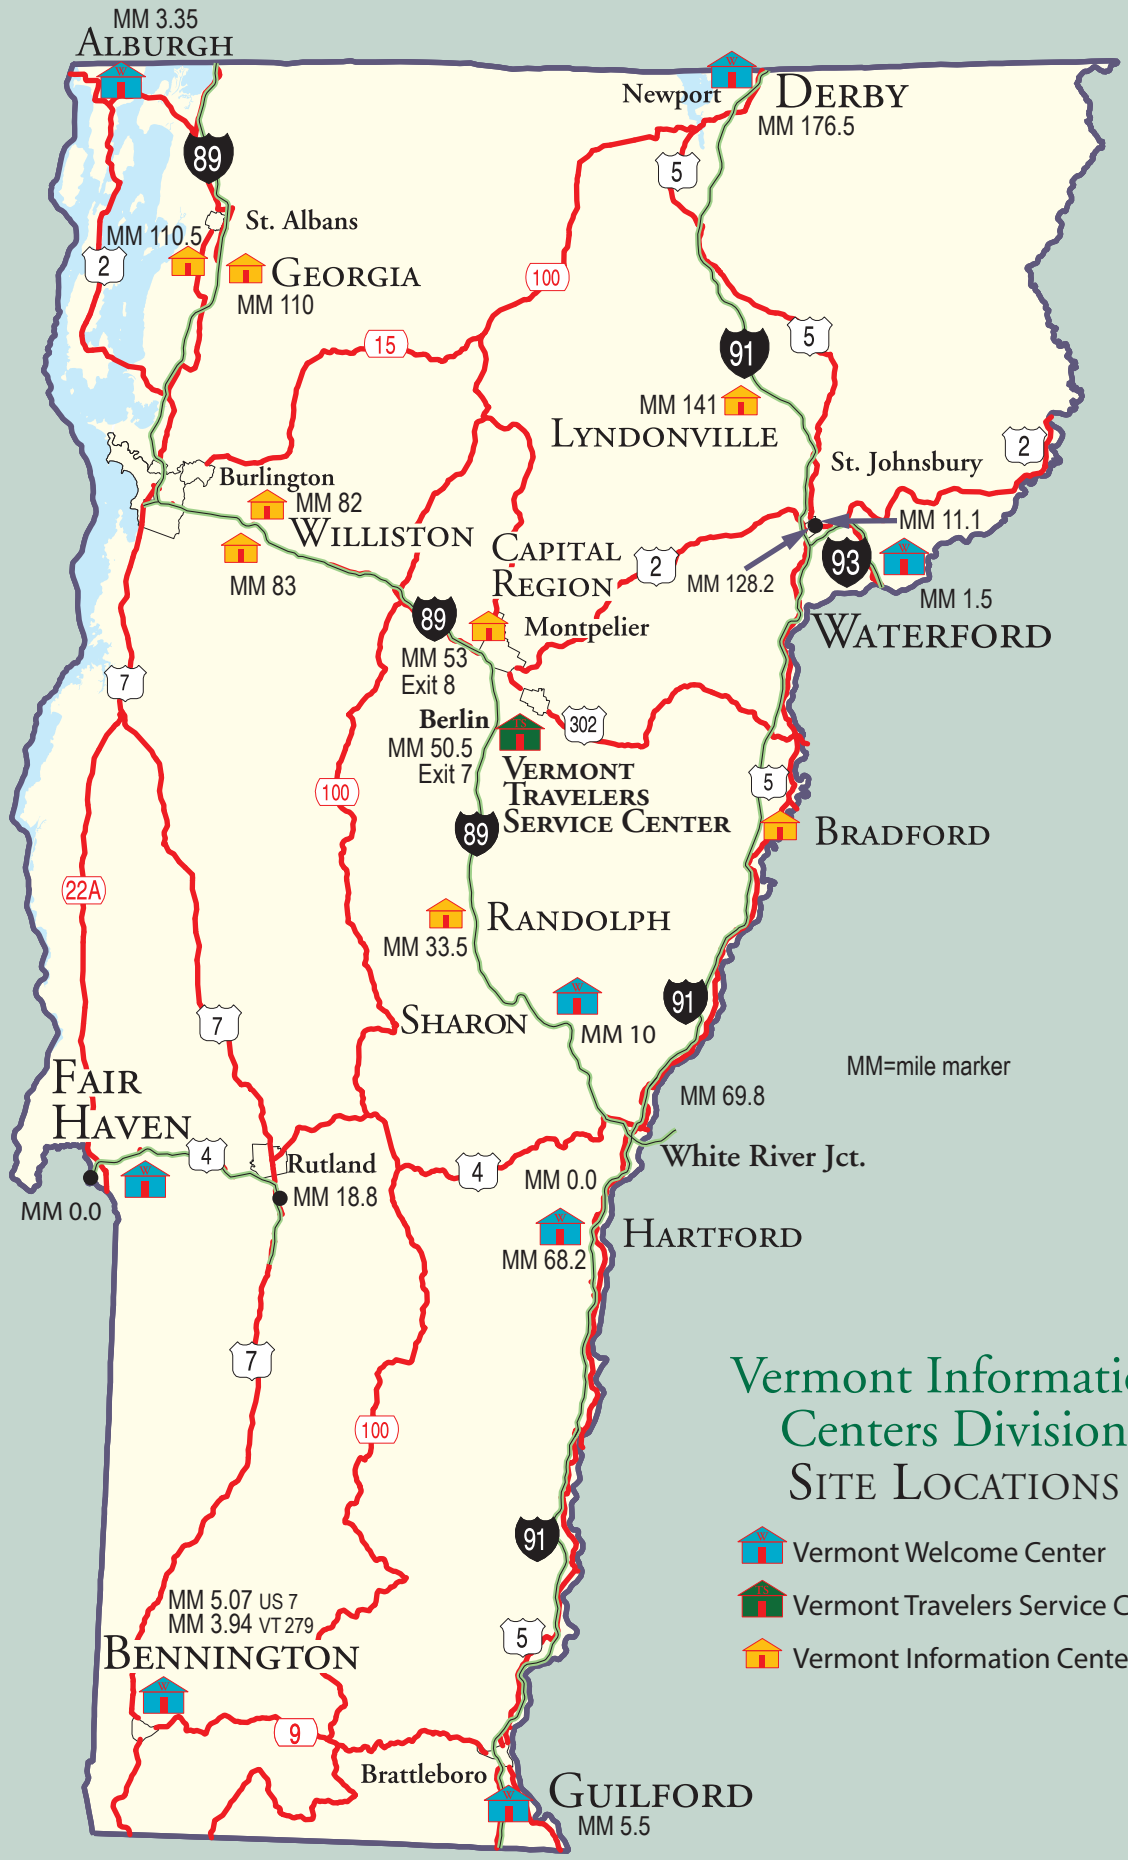 MM 3.35
ALBURGH
W
W
Newport
DERBY
MM 176.5
89
5
St. Albans
MM 110.5
2
GEORGIA
MM 110
100
15
5
91
MM 141
LYNDONVILLE
2
St. Johnsbury
Burlington
MM 82
WILLISTON
MM 83
MM 11.1
CAPITAL
REGION
2
MM 128.2
93
W
MM 1.5
WATERFORD
89
Montpelier
MM 53
Exit 8
7
Berlin
MM 50.5
Exit 7
TS
302
VERMONT
TRAVELERS
SERVICE CENTER
100
5
89
BRADFORD
22A
RANDOLPH
MM 33.5
W
91
7
SHARON
MM 10
MM=mile marker
FAIR
HAVEN
MM 69.8
4
W
Rutland
4
White River Jct.
MM 0.0
MM 18.8
MM 0.0
W
HARTFORD
MM 68.2
7
Vermont Informatio
Centers Division
SITE LOCATIONS
100
91
W
Vermont Welcome Center
TS
Vermont Travelers Service C
Vermont Information Cente
MM 5.07 US 7
MM 3.94 VT 279
BENNINGTON
W
5
9
Brattleboro
W
GUILFORD
MM 5.5